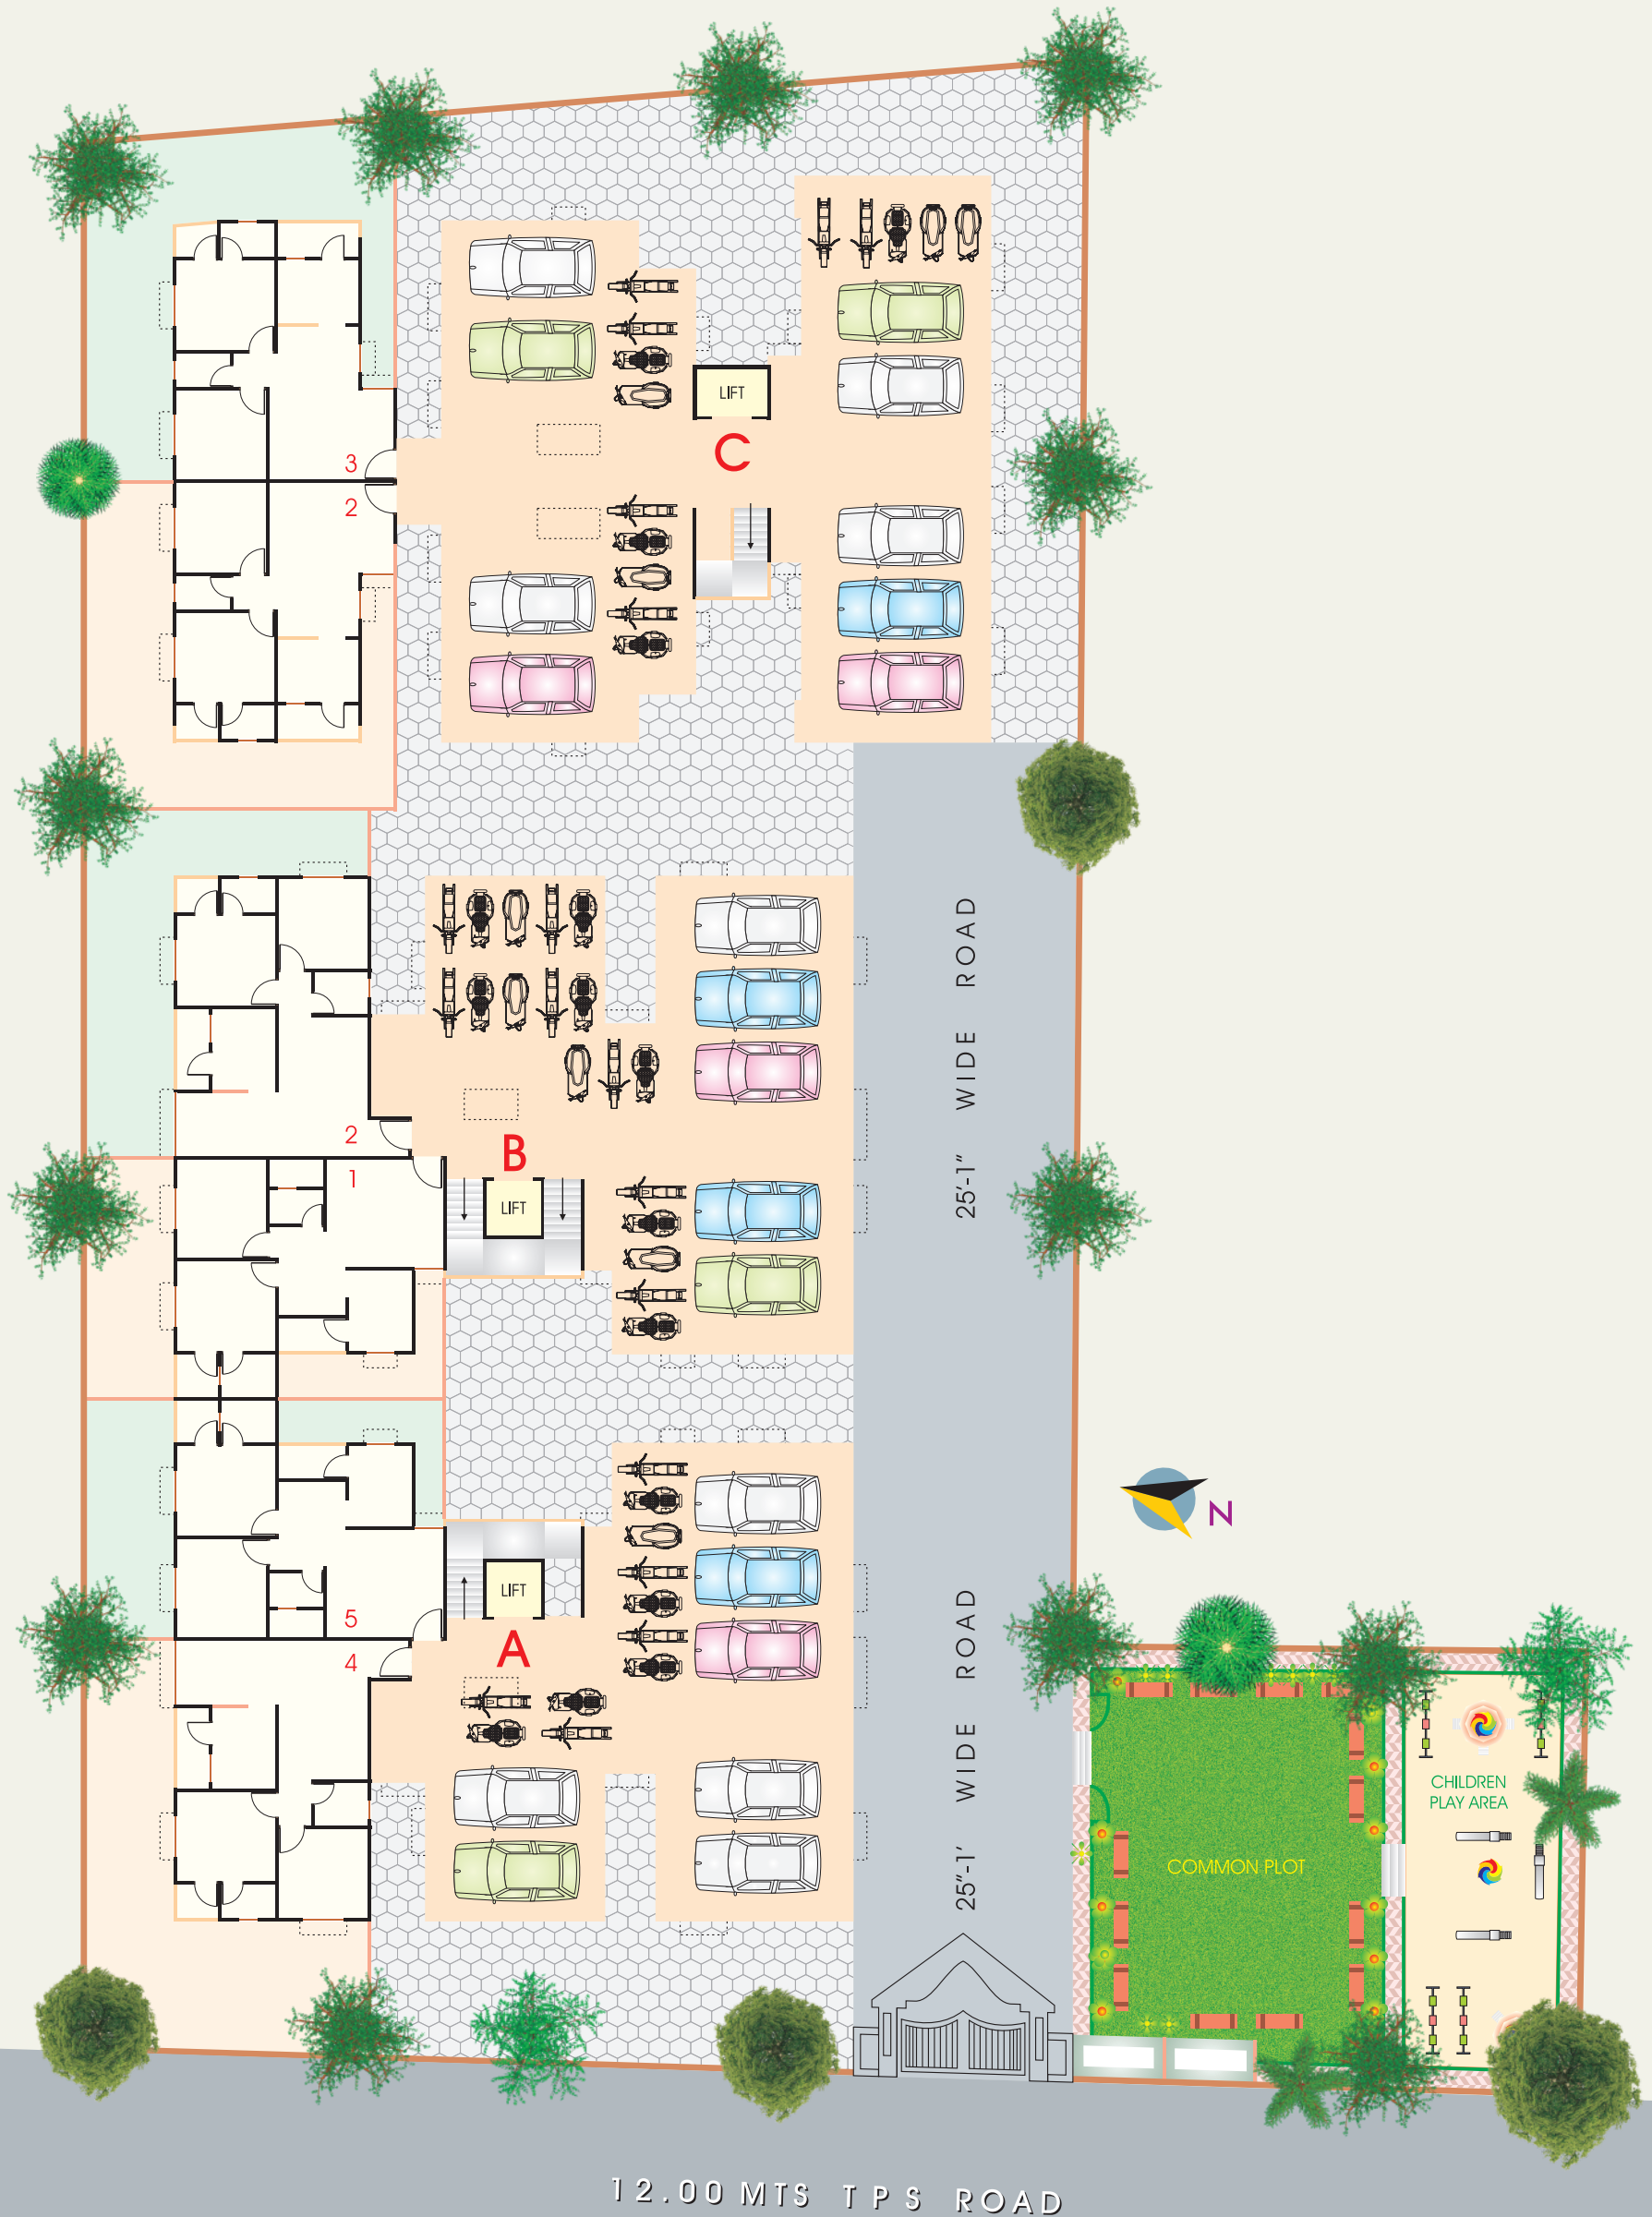 LIFT
C
3
2
25'-1" WIDE ROAD
2
B
1
LIFT
N
LIFT
5
A
4
25"-1' WIDE ROAD
CHILDREN
PLAY AREA
COMMON PLOT
12.00 MTS TPS ROAD